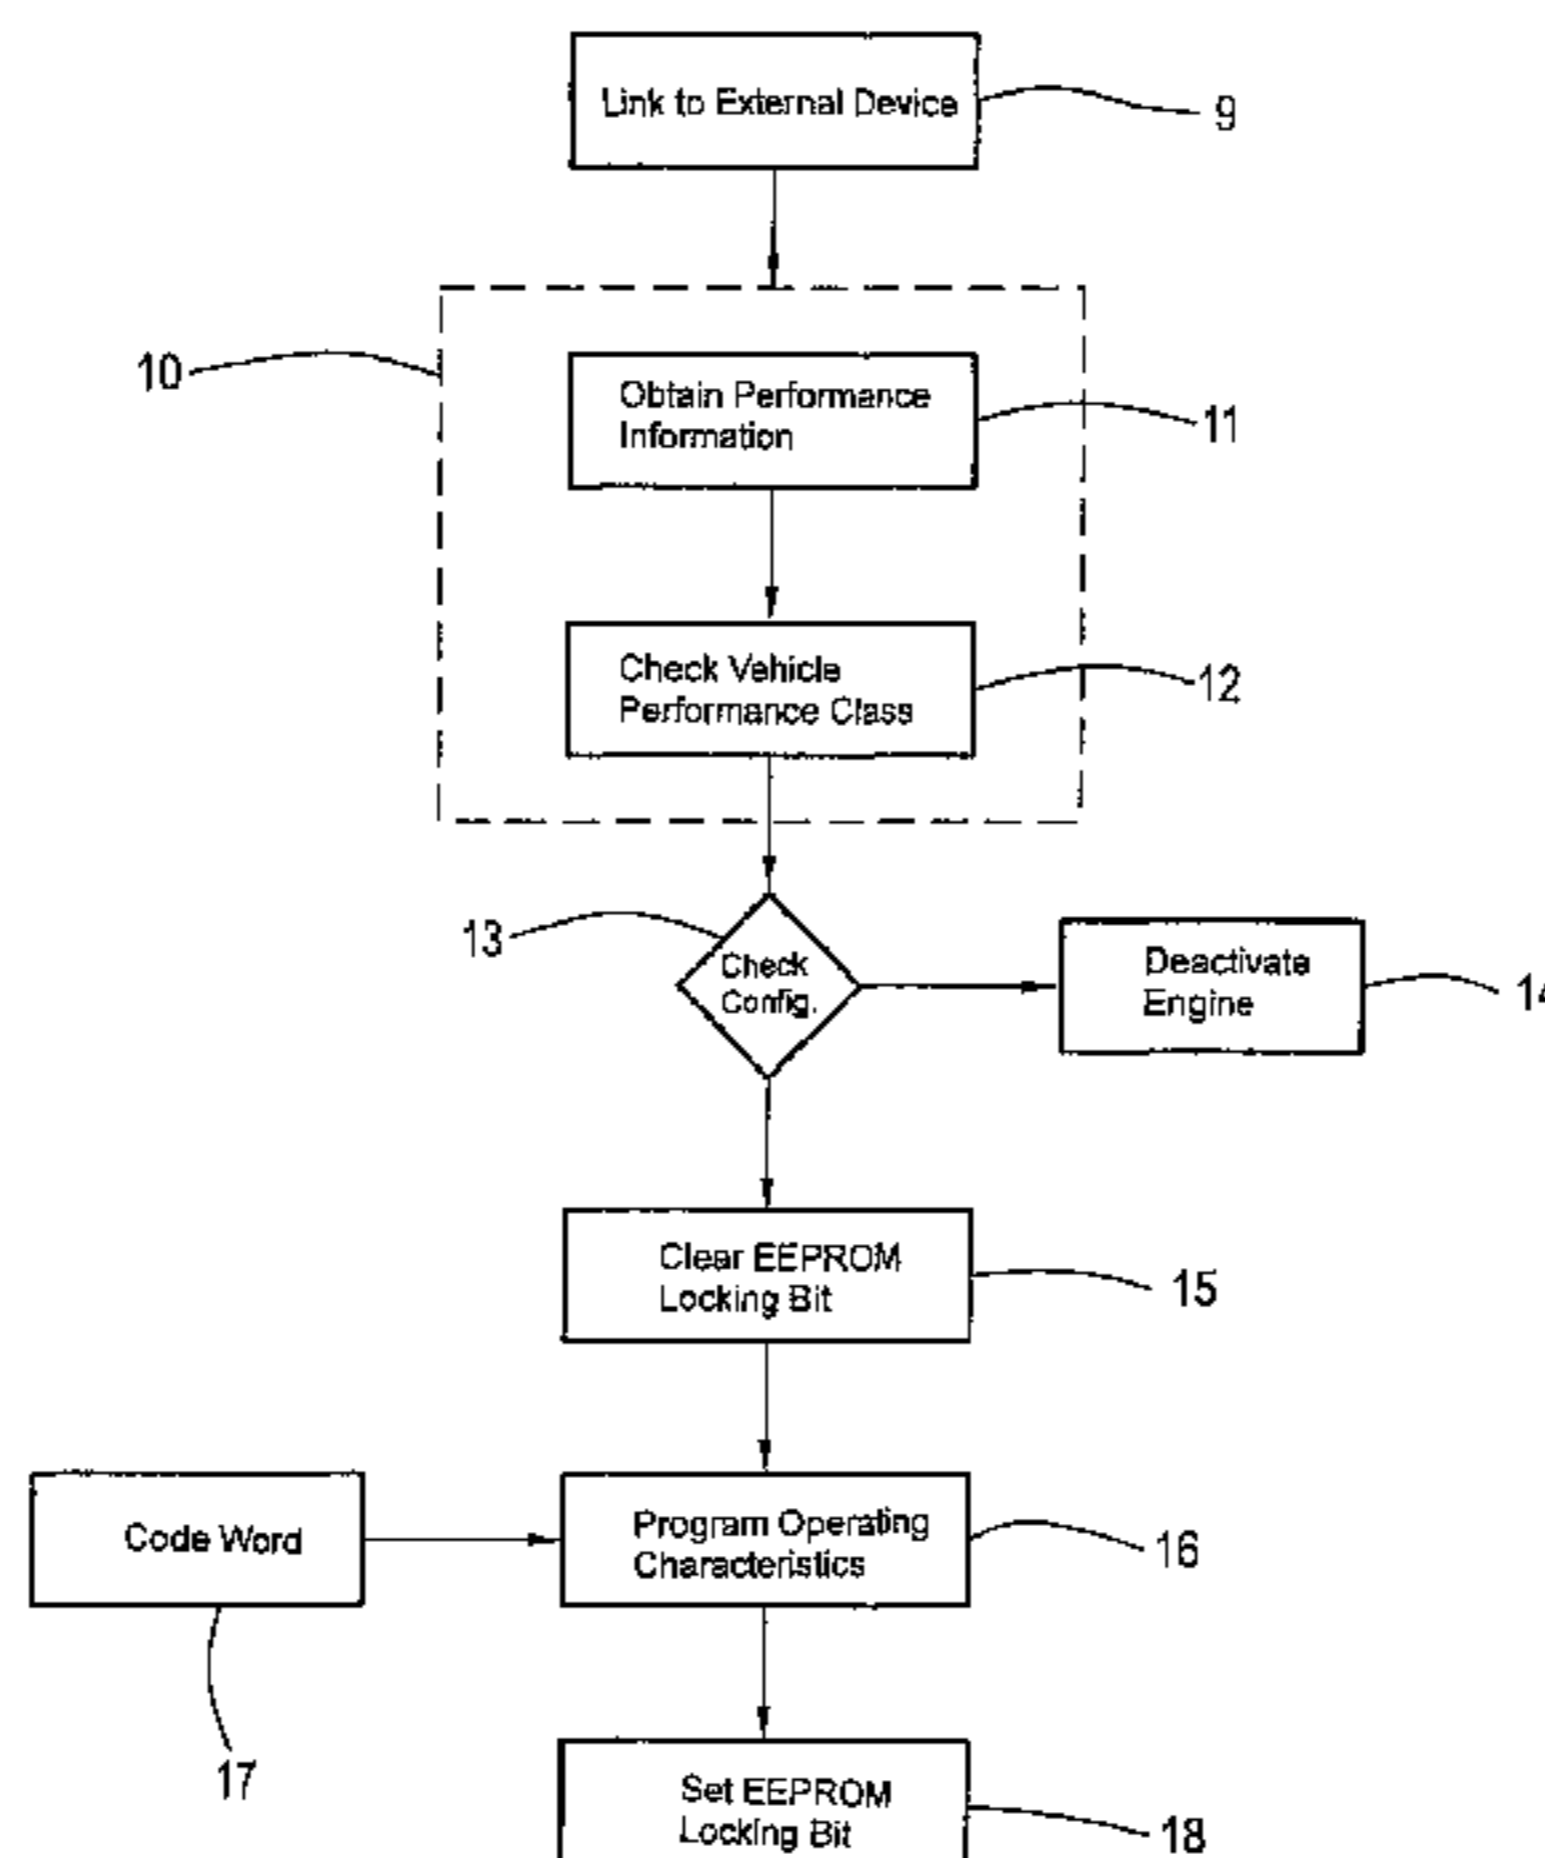 Link to External Device
9
10
Obtain Performance
Information
11
Check Vehicle
Performance Class
12
13
Check
Config.
Deactivate
Engine
14
Clear EEPROM
Locking Bit
15
Code Word
Program Operating
Characteristics
16
17
Set EEPROM
Locking Bit
18